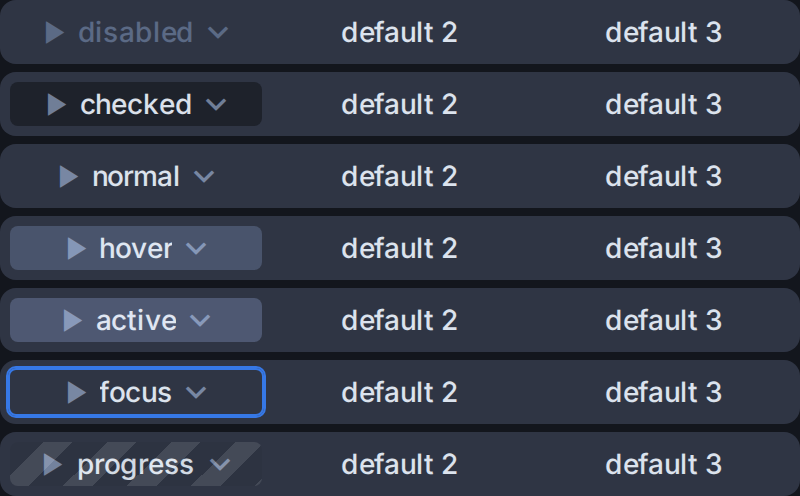 disabled default 2 default 3
checked default 2 default 3
normal default 2 default 3
hover default 2 default 3
active default 2 default 3
focus default 2 default 3
progress default 2 default 3